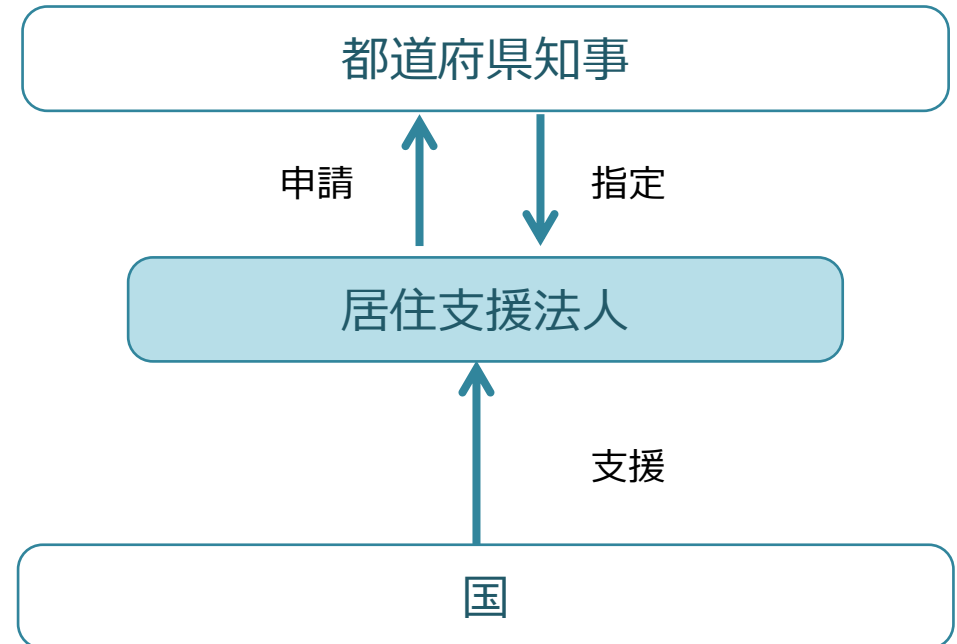 都道府県知事
申請
指定
居住支援法人
支援
国